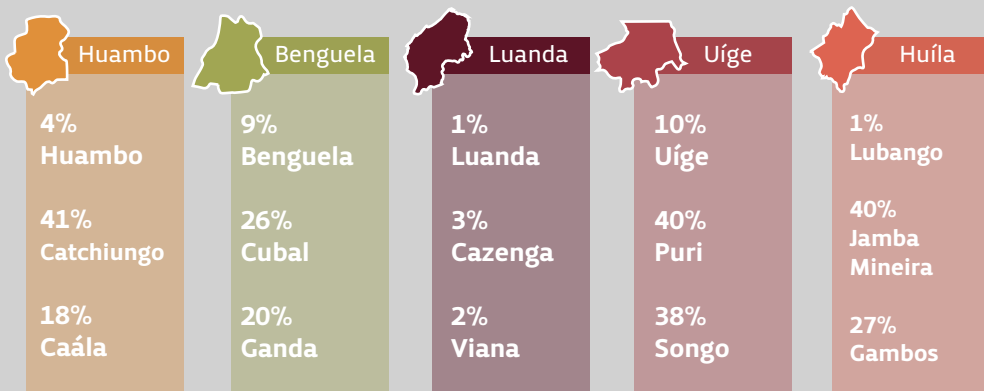 Huambo
4%
Huambo
41%
Catchiungo
18%
Caála
Benguela
9%
Benguela
26%
Cubal
20%
Ganda
Luanda
1%
Luanda
3%
Cazenga
2%
Viana
Uíge
10%
Uíge
40%
Puri
38%
Songo
Huíla
1%
Lubango
40%
Jamba
Mineira
27%
Gambos